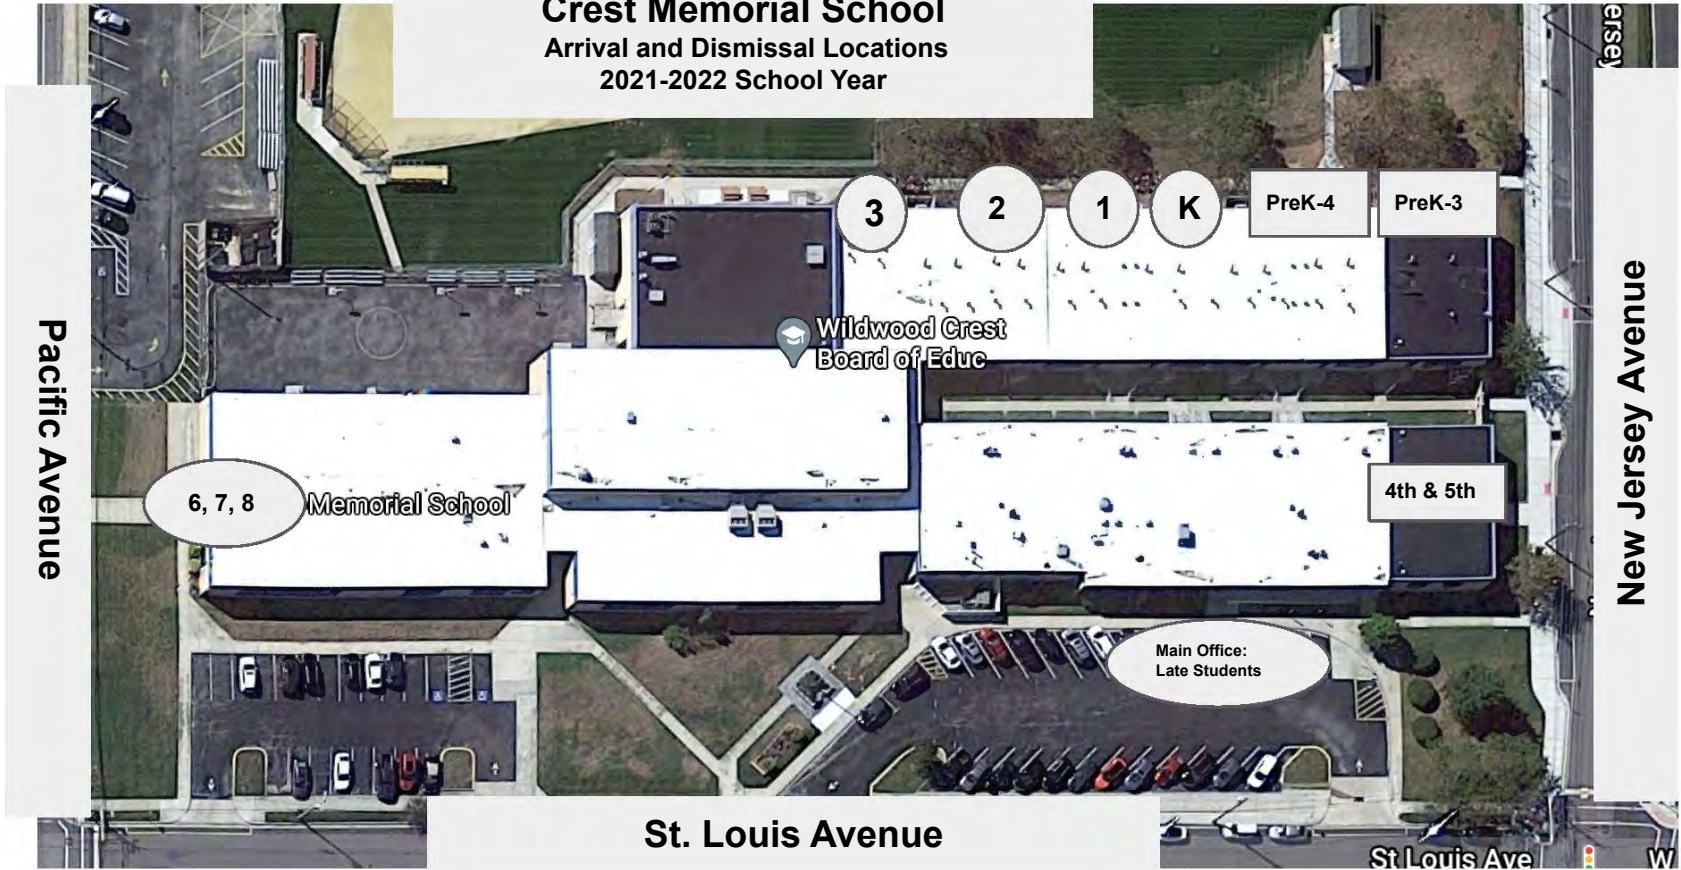 Crest Memorial School
Arrival and Dismissal Locations
2021-2022 School Year
ersey
3
2
1
K
PreK-4
PreK-3
Wildwood Crest
Board of Educ
Pacific Avenue
New Jersey Avenue
6, 7, 8
Memorial School
4th & 5th
Main Office:
Late Students
St. Louis Avenue
St Louis Ave
W